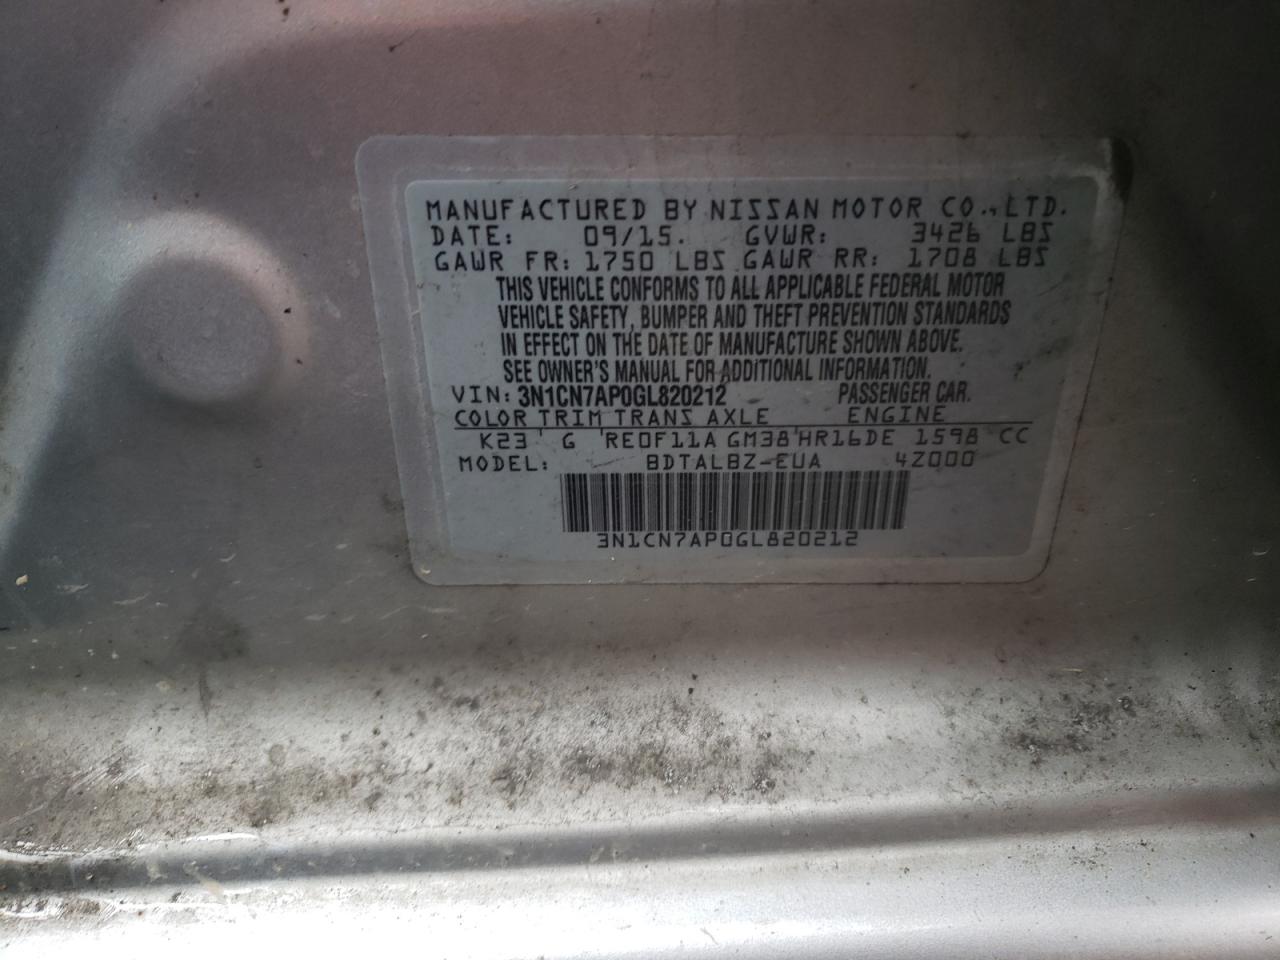 MANUFACTURED BY NISSAN MOTOR CO., LTD.
DATE: 09/15. GVWR: 3426 LBS
GAWR FR: 1750 LBS GAWR RR: 1708 LBS
THIS VEHICLE CONFORMS TO ALL APPLICABLE FEDERAL MOTOR
VEHICLE SAFETY, BUMPER AND THEFT PREVENTION STANDARDS
IN EFFECT ON THE DATE OF MANUFACTURE SHOWN ABOVE.
SEE OWNER'S MANUAL FOR ADDITIONAL INFORMATION.
VIN: 3N1CN7AP0GL820212 PASSENGER CAR.
COLOR TRIM TRANS AXLE ENGINE
K23 G RE0F11A GM38 HR16DE 1598 CC
MODEL: BDTALBZ-EUA 4Z000
3N1CN7AP0GL820212